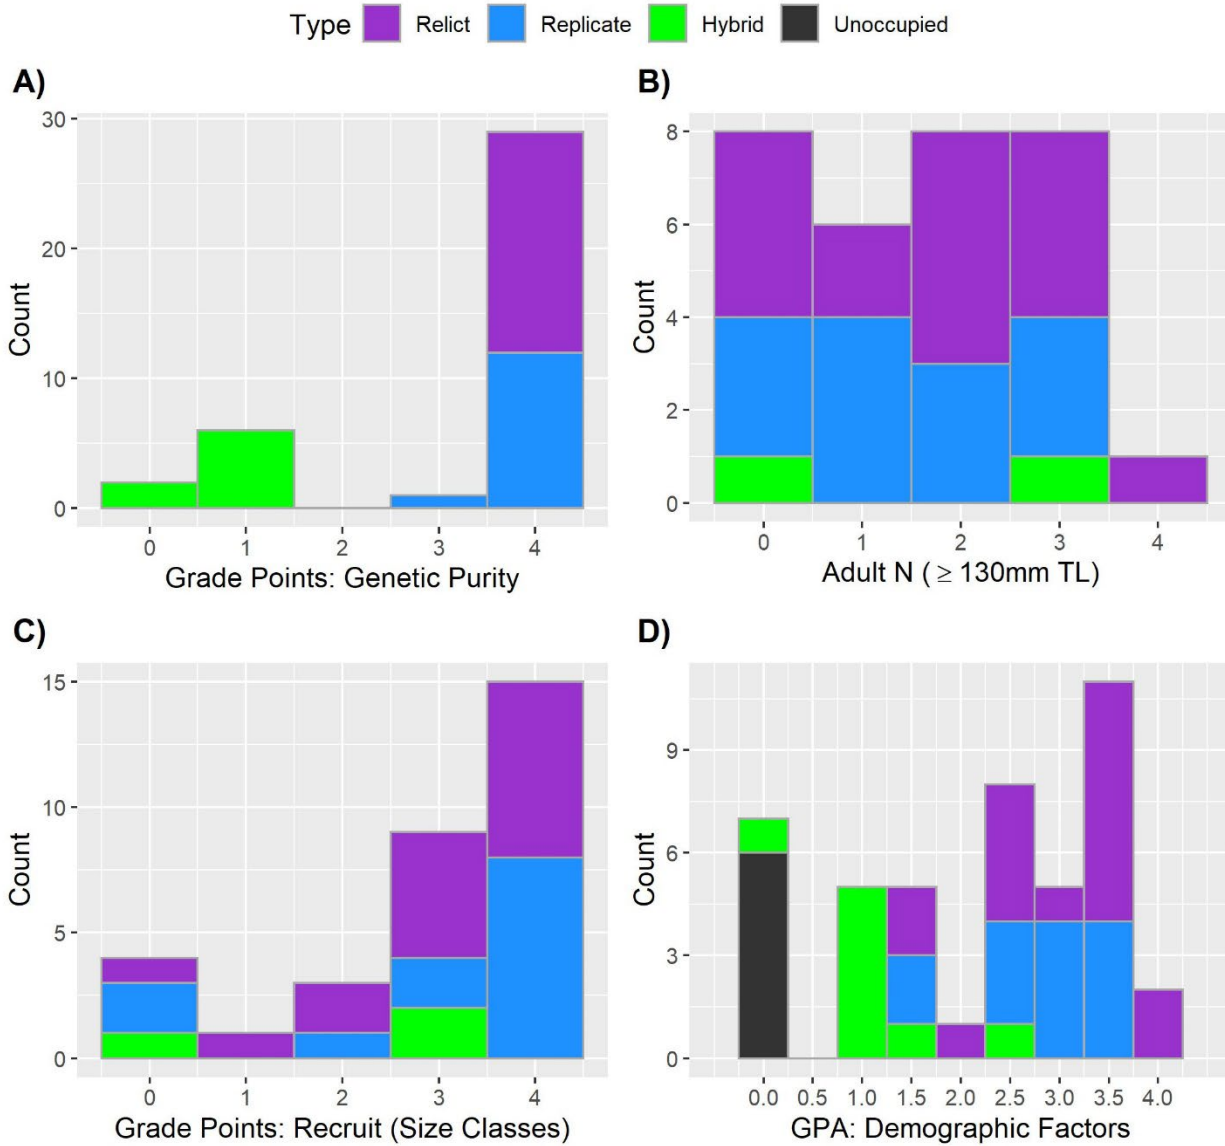 Type Relict Replicate Hybrid Unoccupied
A)
30
20
10
0
Count
0 1 2 3 4
Grade Points: Genetic Purity
B)
8
6
4
2
0
Count
0 1 2 3 4
Adult N ( ≥ 130mm TL)
C)
15
10
5
0
Count
0 1 2 3 4
Grade Points: Recruit (Size Classes)
D)
9
6
3
0
Count
0.0 0.5 1.0 1.5 2.0 2.5 3.0 3.5 4.0
GPA: Demographic Factors